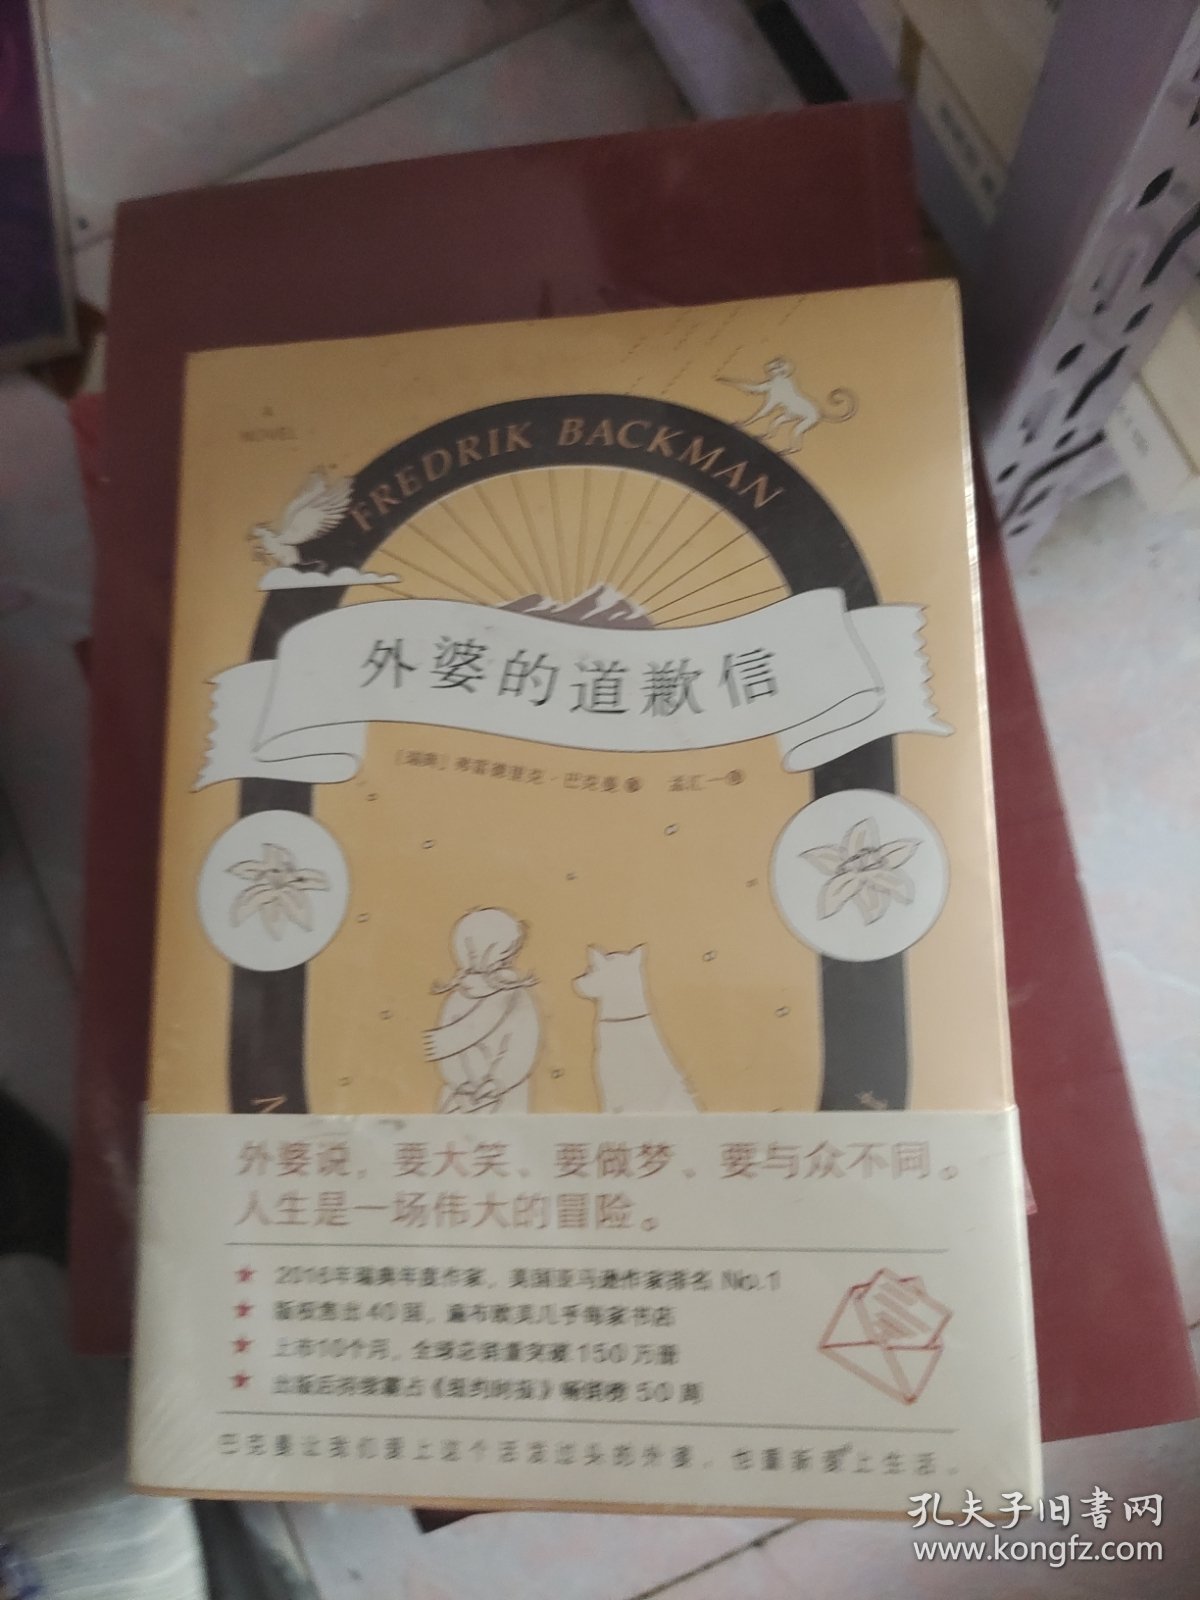 A
NOVEL
FREDRIK BACKMAN
外婆的道歉信
［瑞典］弗雷德里克·巴克曼 著 孟汇一 译
外婆说，要大笑、要做梦、要与众不同。
人生是一场伟大的冒险。
★ 2016年瑞典年度作家，美国亚马逊作家排名 No.1
★ 版权售出40国，遍布欧美几乎每家书店
★ 上市10个月，全球总销量突破150万册
★ 出版后持续霸占《纽约时报》畅销榜 50 周
巴克曼让我们爱上这个活泼过头的外婆，也重新爱上生活。
孔夫子旧书网
www.kongfz.com